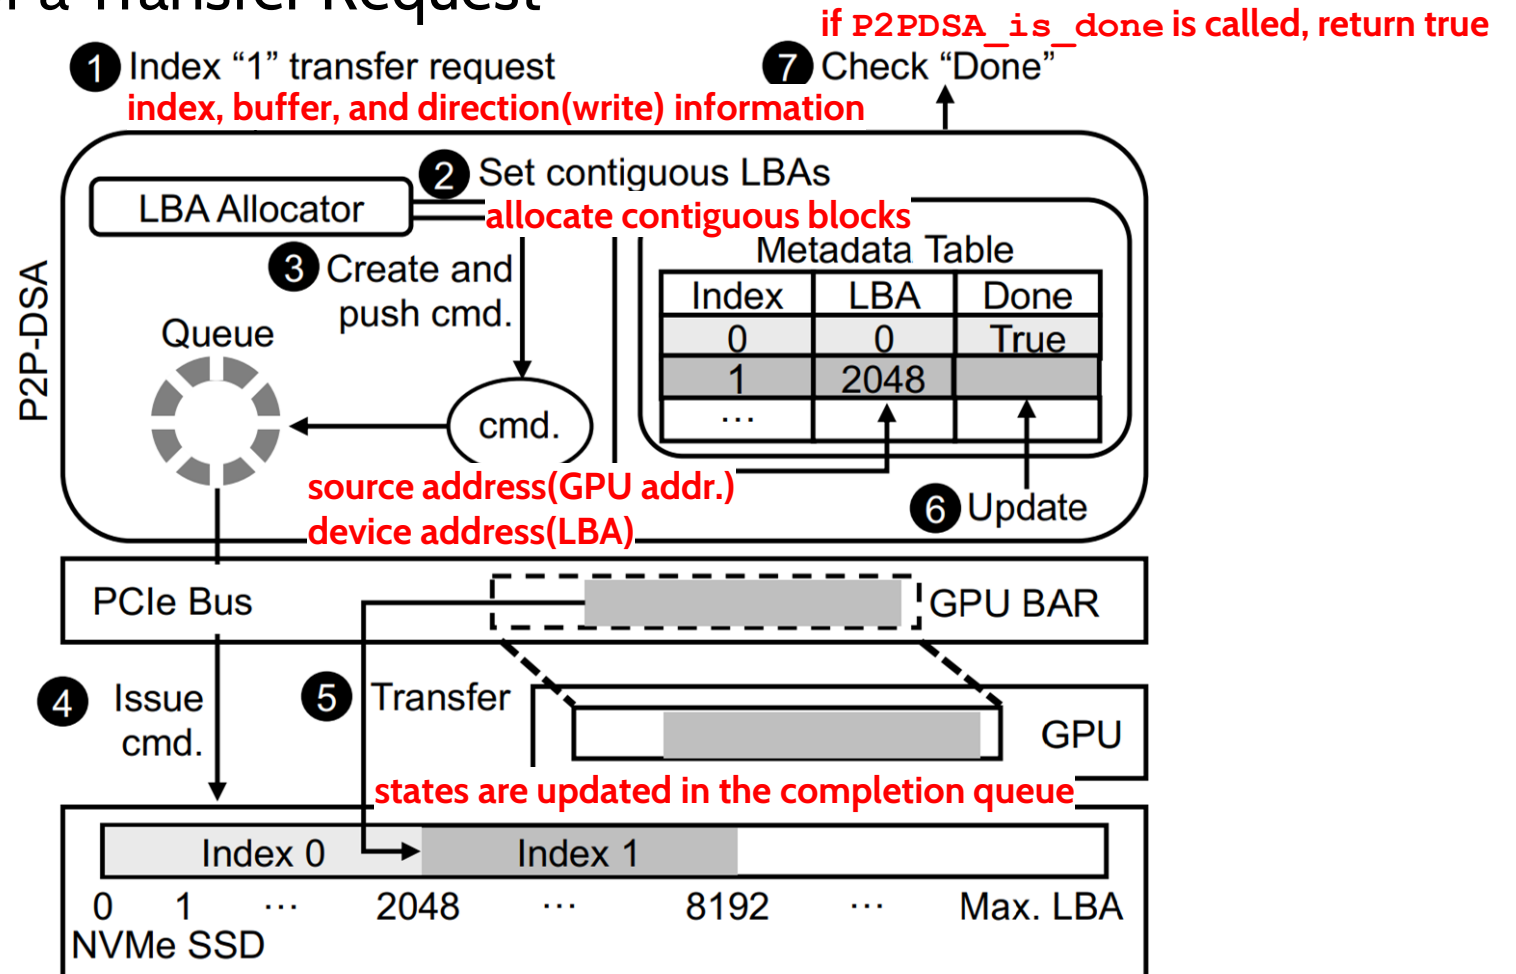 a Transfer Request
if P2PDSA_is_done is called, return true
1 Index “1” transfer request
7 Check “Done”
index, buffer, and direction(write) information
2 Set contiguous LBAs
LBA Allocator
allocate contiguous blocks
3 Create and
push cmd.
Metadata Table
Index LBA Done
0 0 True
1 2048
...
Queue
cmd.
P2P-DSA
source address(GPU addr.)
device address(LBA)
6 Update
PCIe Bus
GPU BAR
4 Issue
cmd.
5 Transfer
GPU
states are updated in the completion queue
Index 0 Index 1
0 1 ... 2048 ... 8192 ... Max. LBA
NVMe SSD